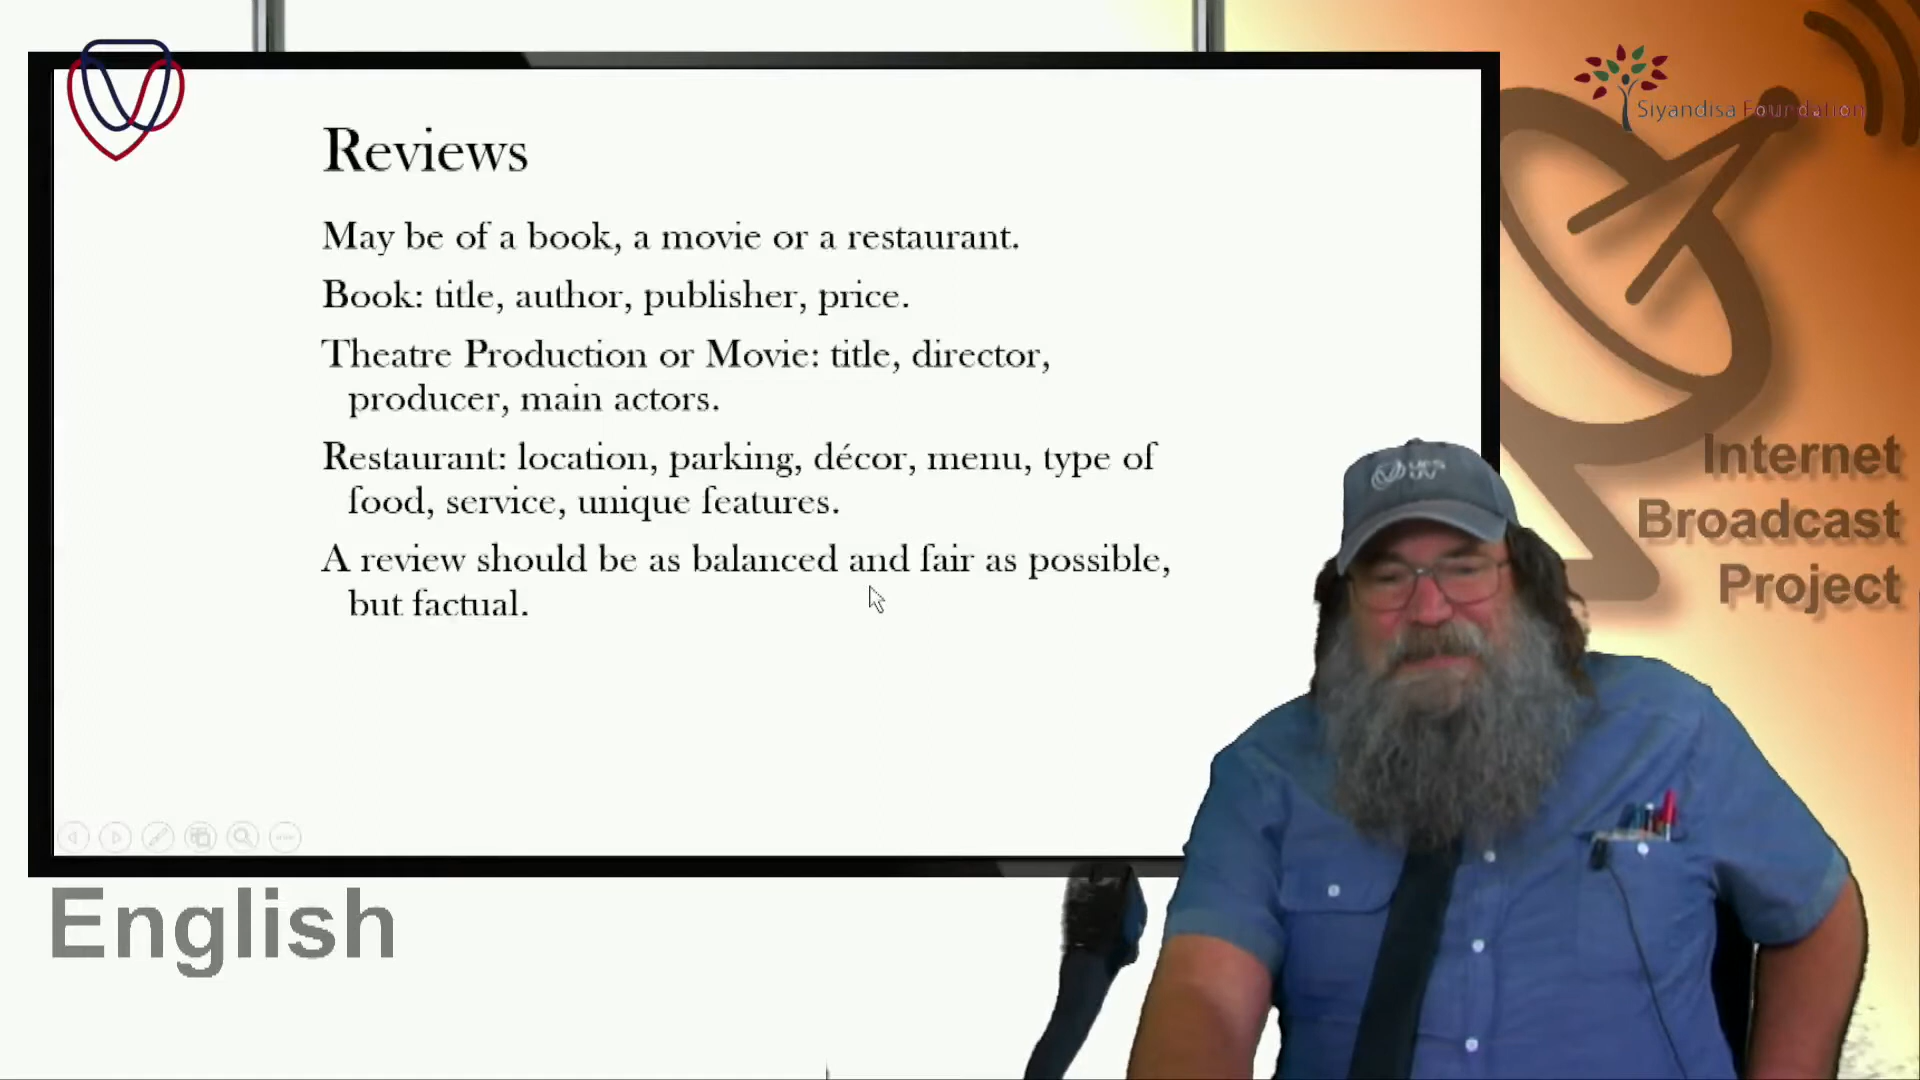 Reviews
May be of a book, a movie or a restaurant.
Book: title, author, publisher, price.
Theatre Production or Movie: title, director,
producer, main actors.
Restaurant: location, parking, décor, menu, type of
food, service, unique features.
A review should be as balanced and fair as possible,
but factual.
Siyandisa Foundation
Internet
Broadcast
Project
English